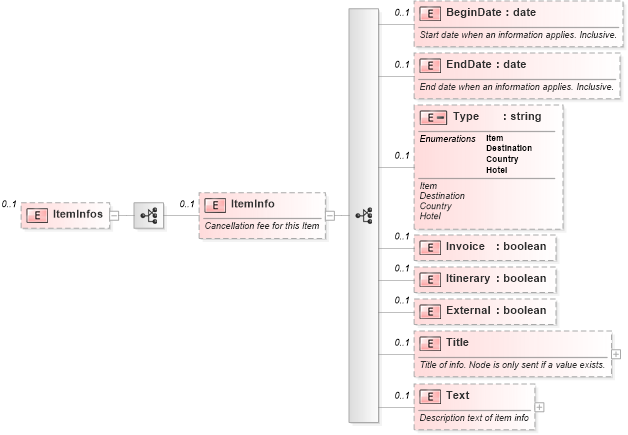 0..1
E BeginDate : date
Start date when an information applies. Inclusive.
0..1
E EndDate : date
End date when an information applies. Inclusive.
0..1
E Type : string
Enumerations Item
Destination
Country
Hotel
Item
Destination
Country
Hotel
0..1
E ItemInfos
0..1
E ItemInfo
Cancellation fee for this Item
0..1
E Invoice : boolean
0..1
E Itinerary : boolean
0..1
E External : boolean
0..1
E Title
Title of info. Node is only sent if a value exists.
0..1
E Text
Description text of item info